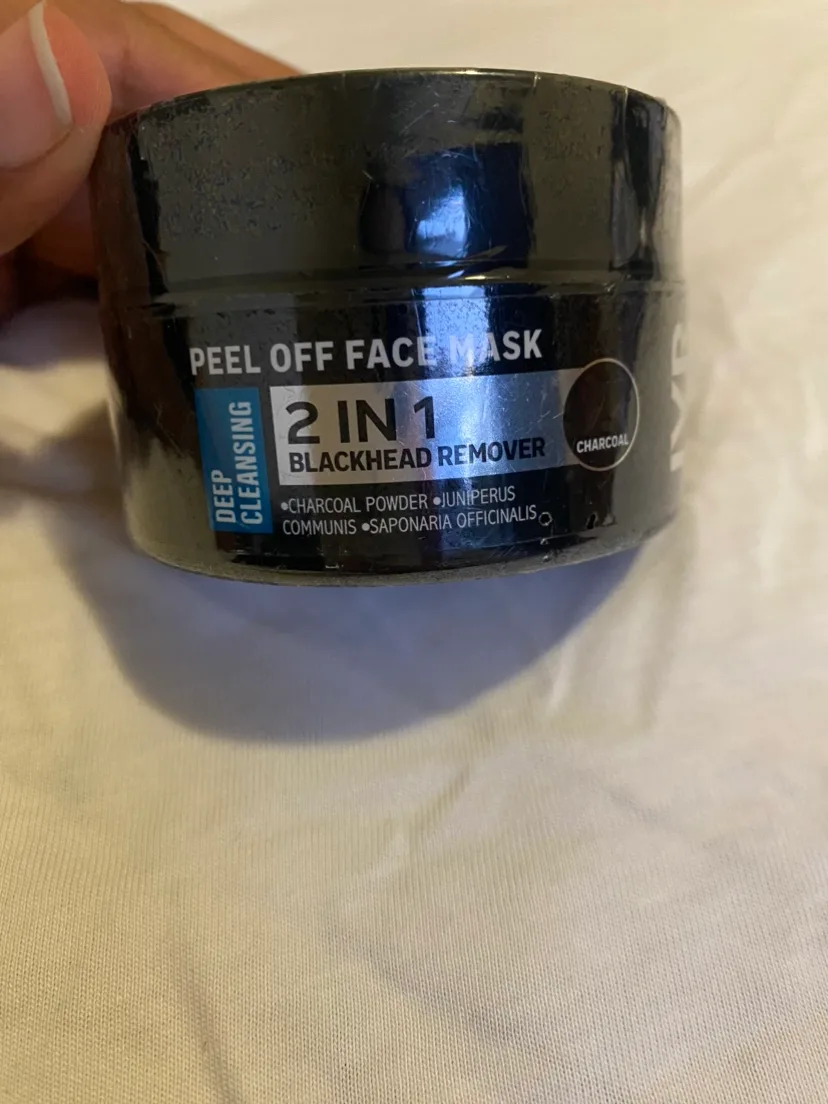 PEEL OFF FACE MASK
DEEP
CLEANSING
2 IN 1
BLACKHEAD REMOVER
CHARCOAL
•CHARCOAL POWDER •JUNIPERUS
COMMUNIS •SAPONARIA OFFICINALIS